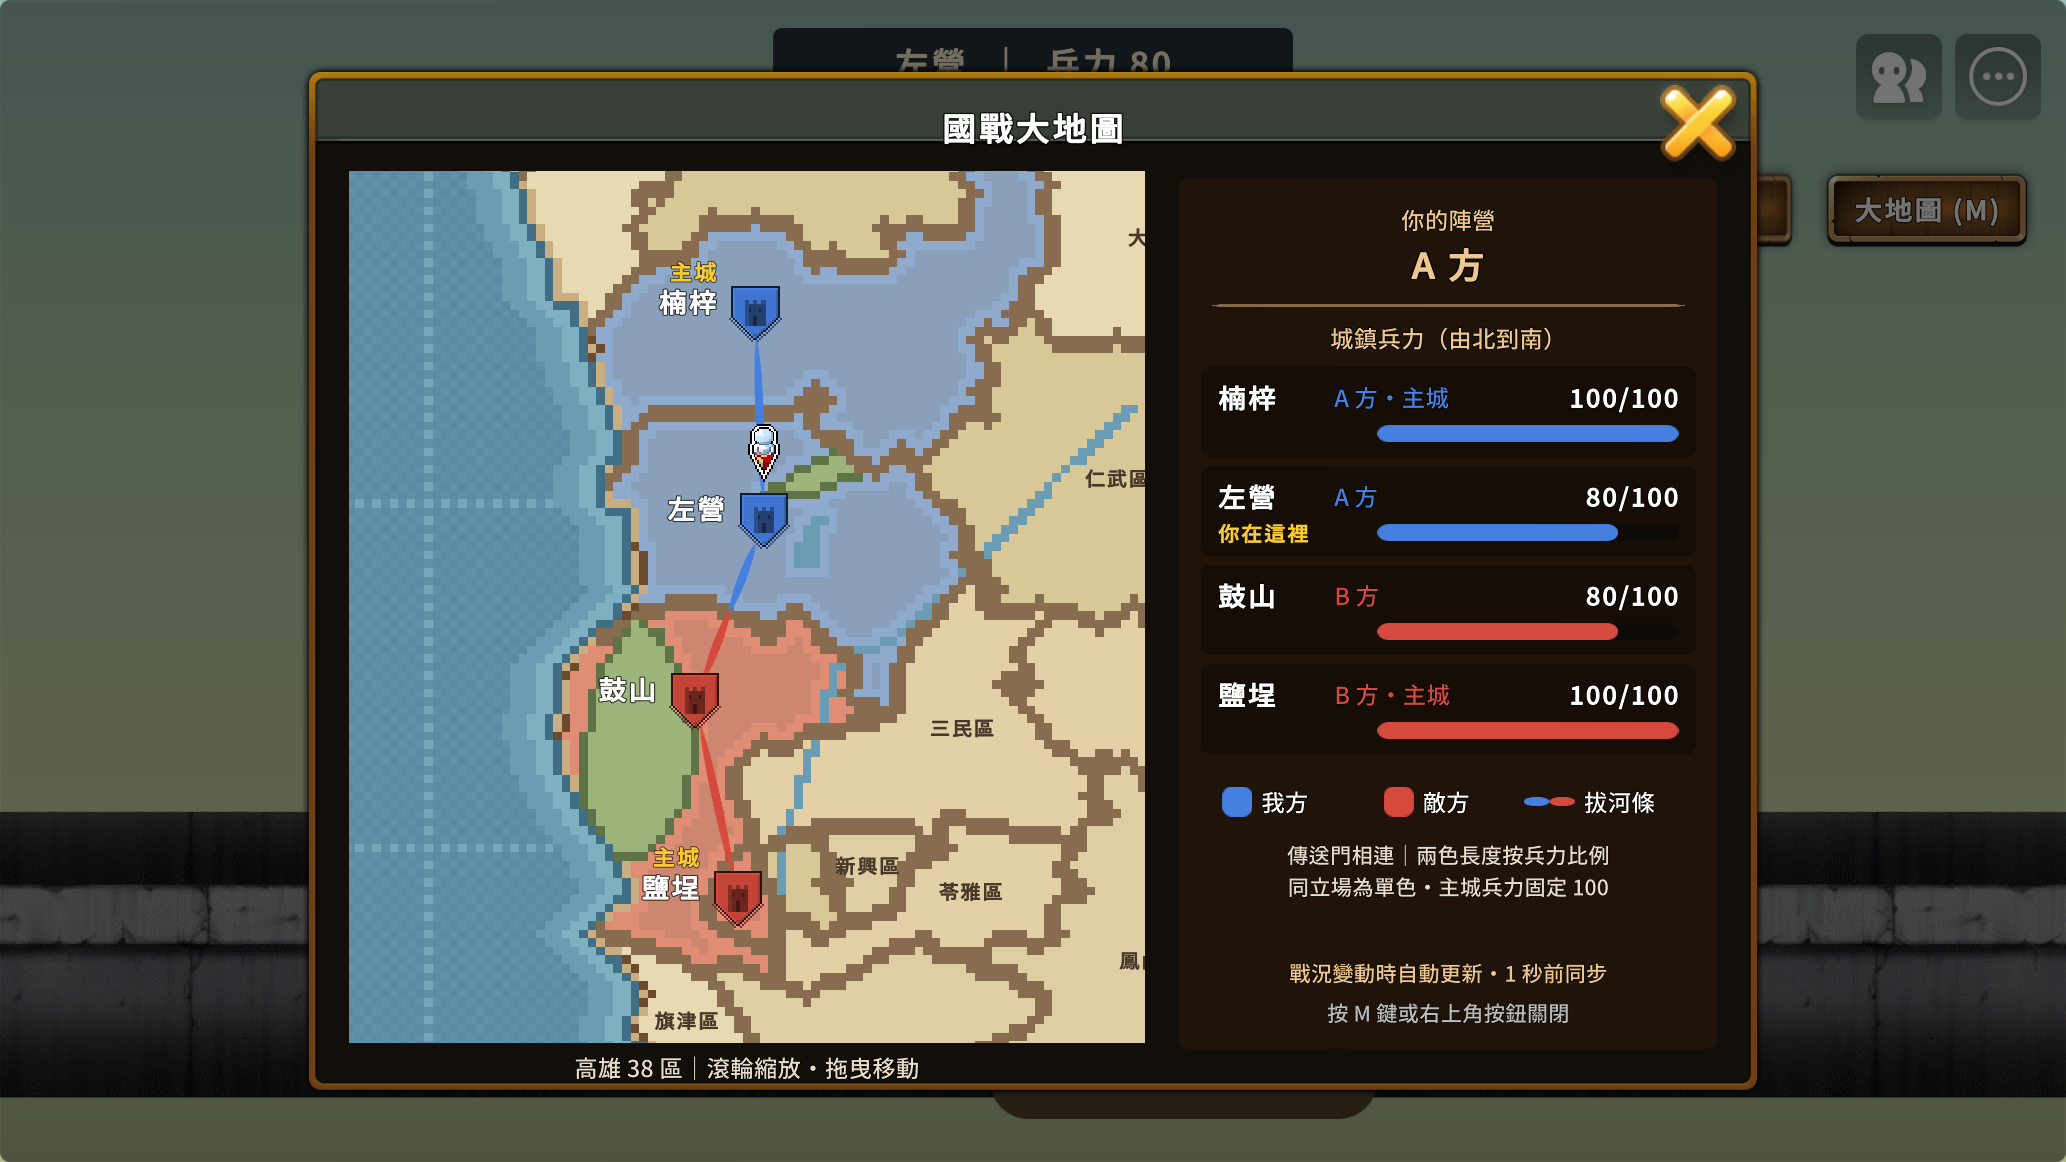 左營 | 兵力 80
國戰大地圖
大地圖 (M)
主城
楠梓
左營
鼓山
主城
鹽埕
大
仁武區
三民區
新興區
苓雅區
鳳山
旗津區
高雄 38 區｜滾輪縮放・拖曳移動
你的陣營
A 方
城鎮兵力（由北到南）
楠梓 A 方・主城 100/100
左營 A 方 80/100
你在這裡
鼓山 B 方 80/100
鹽埕 B 方・主城 100/100
我方 敵方 拔河條
傳送門相連｜兩色長度按兵力比例
同立場為單色・主城兵力固定 100
戰況變動時自動更新・1 秒前同步
按 M 鍵或右上角按鈕關閉